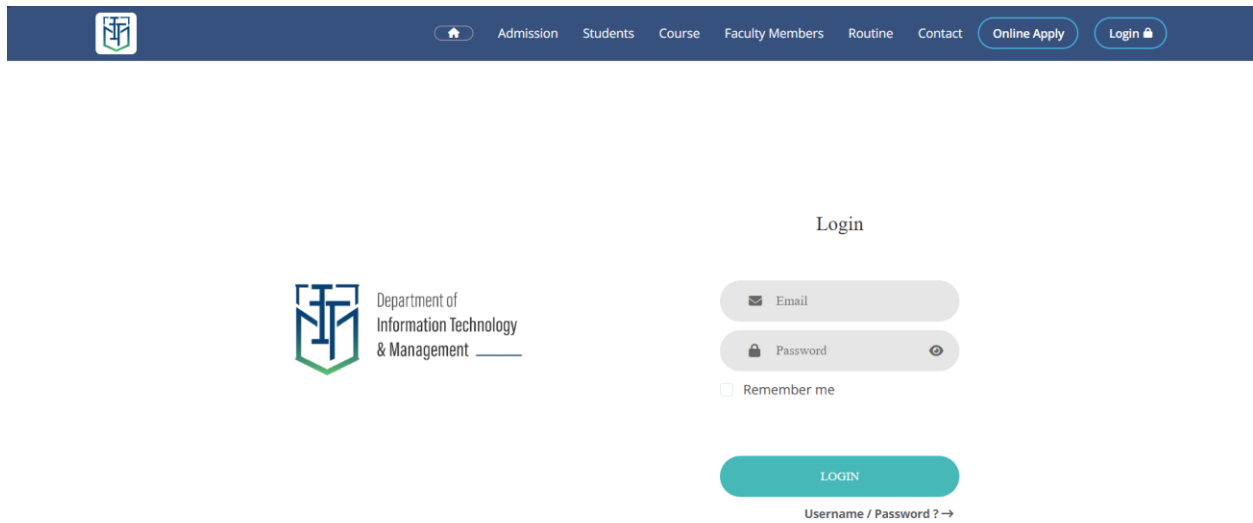 Admission Students Course Faculty Members Routine Contact Online Apply Login
Login
Department of
Information Technology
& Management
Email
Password
Remember me
LOGIN
Username / Password ? →